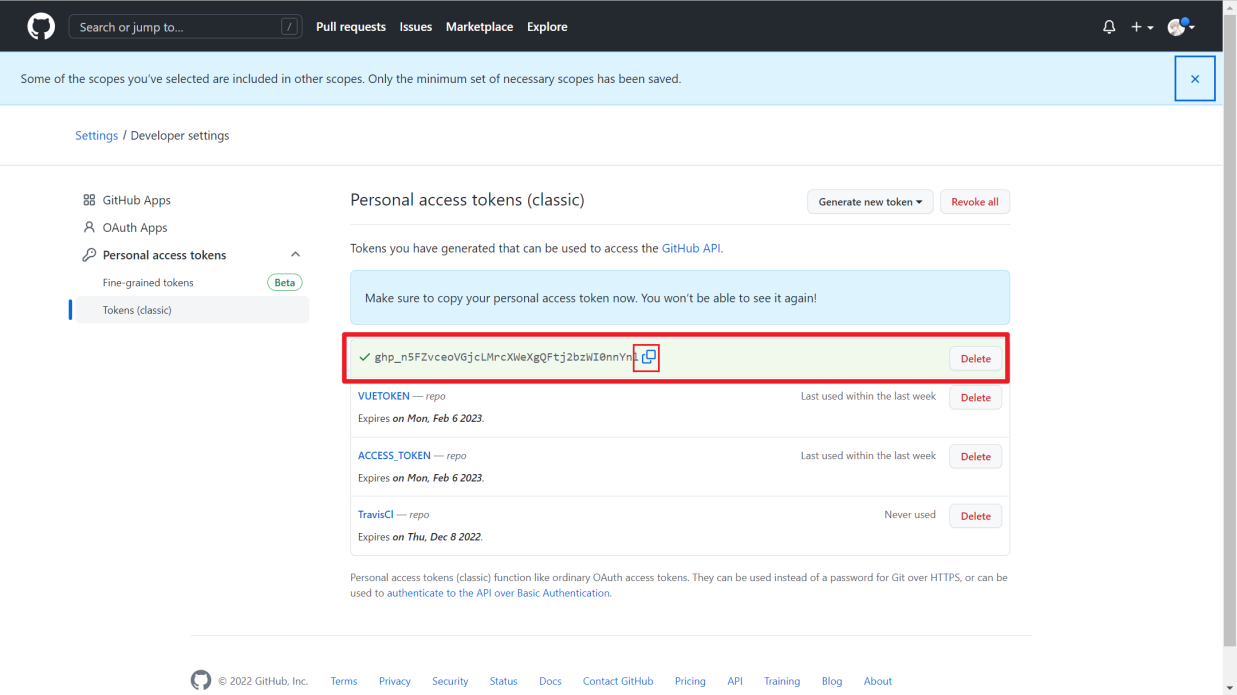 Search or jump to...
/
Pull requests
Issues
Marketplace
Explore
Some of the scopes you've selected are included in other scopes. Only the minimum set of necessary scopes has been saved.
Settings / Developer settings
GitHub Apps
OAuth Apps
Personal access tokens
Fine-grained tokens
Beta
Tokens (classic)
Personal access tokens (classic)
Generate new token
Revoke all
Tokens you have generated that can be used to access the GitHub API.
Make sure to copy your personal access token now. You won't be able to see it again!
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
Delete
VUETOKEN — repo
Last used within the last week
Delete
Expires on Mon, Feb 6 2023.
ACCESS_TOKEN — repo
Last used within the last week
Delete
Expires on Mon, Feb 6 2023.
TravisCI — repo
Never used
Delete
Expires on Thu, Dec 8 2022.
Personal access tokens (classic) function like ordinary OAuth access tokens. They can be used instead of a password for Git over HTTPS, or can be
used to authenticate to the API over Basic Authentication.
© 2022 GitHub, Inc.
Terms
Privacy
Security
Status
Docs
Contact GitHub
Pricing
API
Training
Blog
About